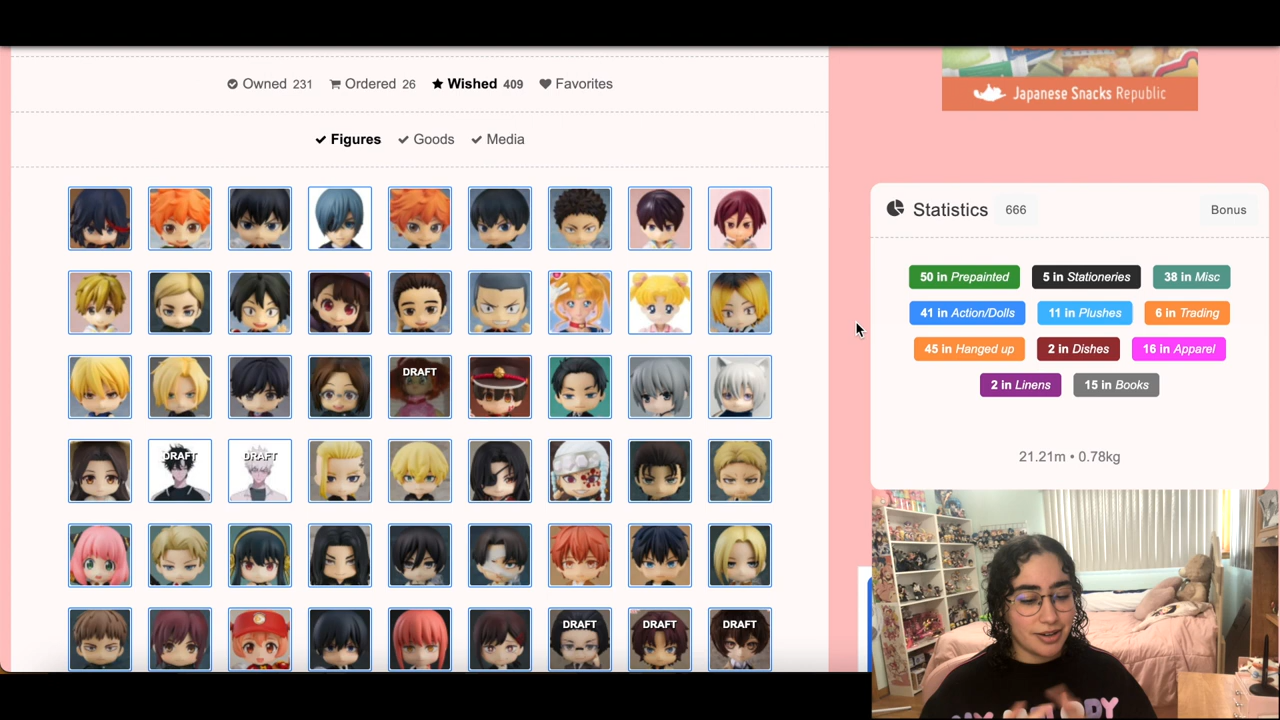 Owned 231 Ordered 26 Wished 409 Favorites
Figures Goods Media
Japanese Snacks Republic
Statistics 666 Bonus
50 in Prepainted 5 in Stationeries 38 in Misc
41 in Action/Dolls 11 in Plushes 6 in Trading
45 in Hanged up 2 in Dishes 16 in Apparel
2 in Linens 15 in Books
21.21m • 0.78kg
DRAFT
DRAFT DRAFT
DRAFT DRAFT DRAFT
MY MELODY